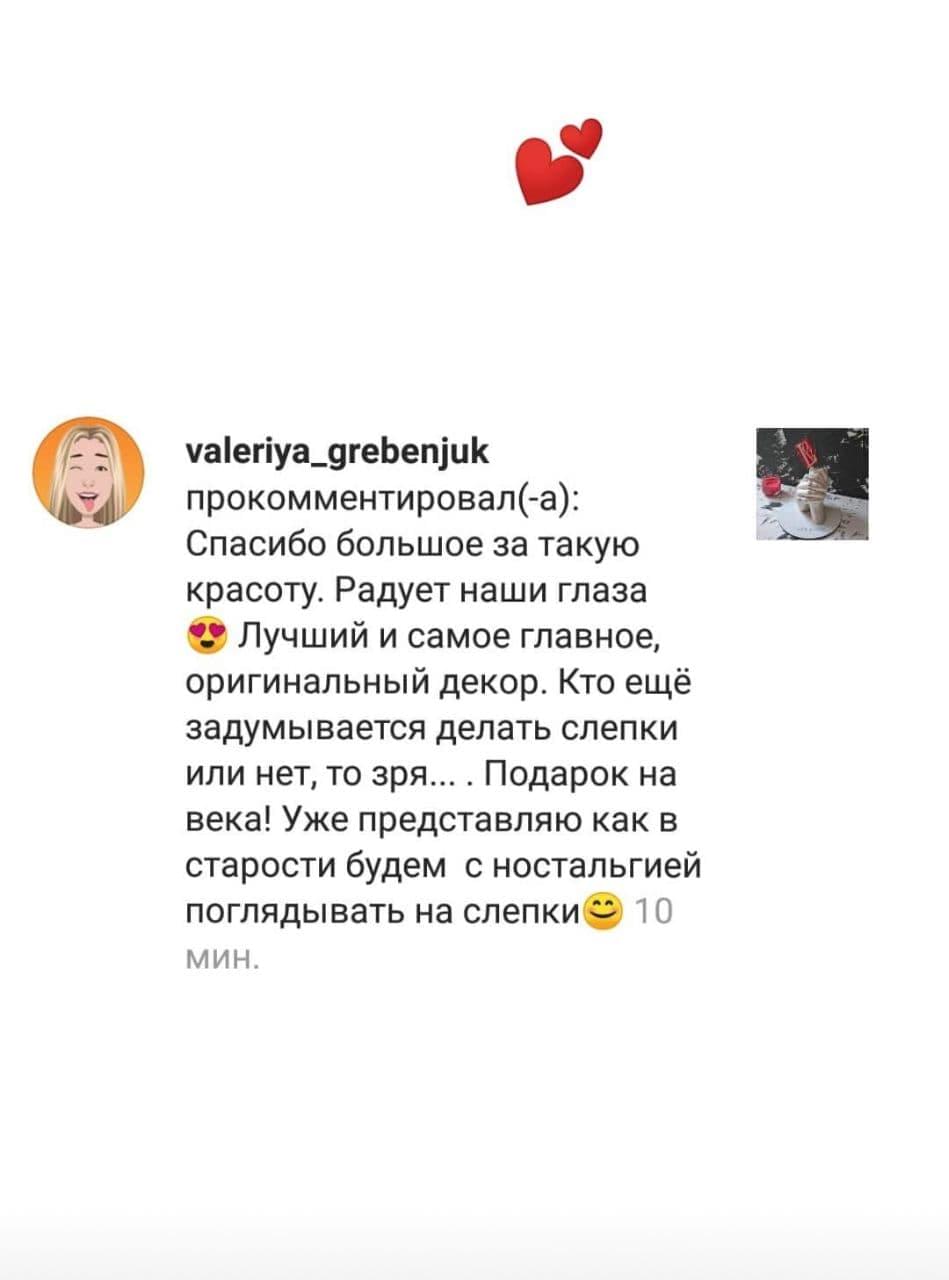 valeriya_grebenjuk
прокомментировал(-а):
Спасибо большое за такую
красоту. Радует наши глаза
😍 Лучший и самое главное,
оригинальный декор. Кто ещё
задумывается делать слепки
или нет, то зря... . Подарок на
века! Уже представляю как в
старости будем  с ностальгией
поглядывать на слепки😊 10
мин.